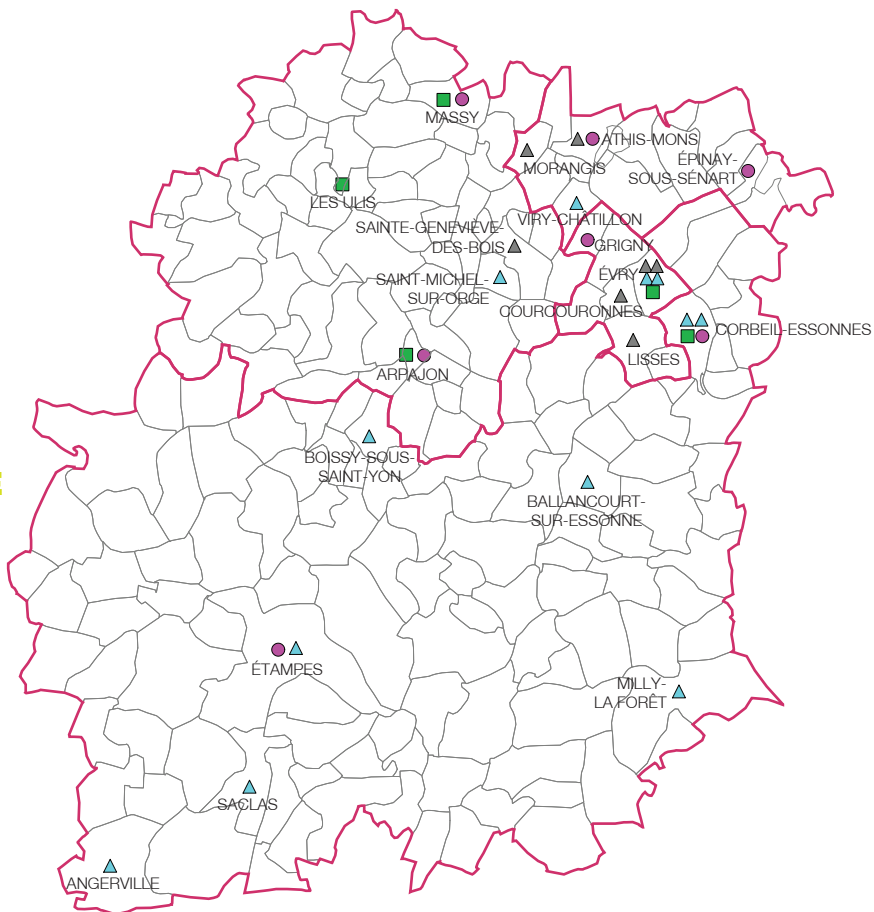 MASSY
ATHIS-MONS
MORANGIS
ÉPINAY-
SOUS-SÉNART
LES ULIS
VIRY-CHÂTILLON
SAINTE-GENEVIÈVE-
DES-BOIS
GRIGNY
SAINT-MICHEL-
SUR-ORGE
ÉVRY
COURCOURONNES
CORBEIL-ESSONNES
LISSES
ARPAJON
BOISSY-SOUS-
SAINT-YON
BALLANCOURT-
SUR-ESSONNE
ÉTAMPES
MILLY-
LA FORÊT
SACLAS
ANGERVILLE